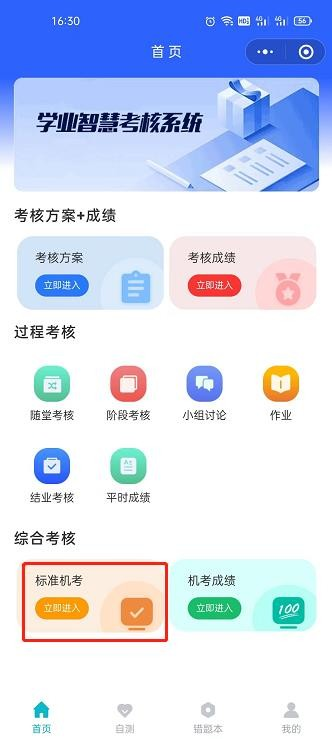 16:30
HD 4G 4G 56
首页
学业智慧考核系统
考核方案+成绩
考核方案 考核成绩
立即进入 立即进入
过程考核
随堂考核 阶段考核 小组讨论 作业
结业考核 平时成绩
综合考核
标准机考 机考成绩
立即进入 立即进入
100
首页 自测 错题本 我的